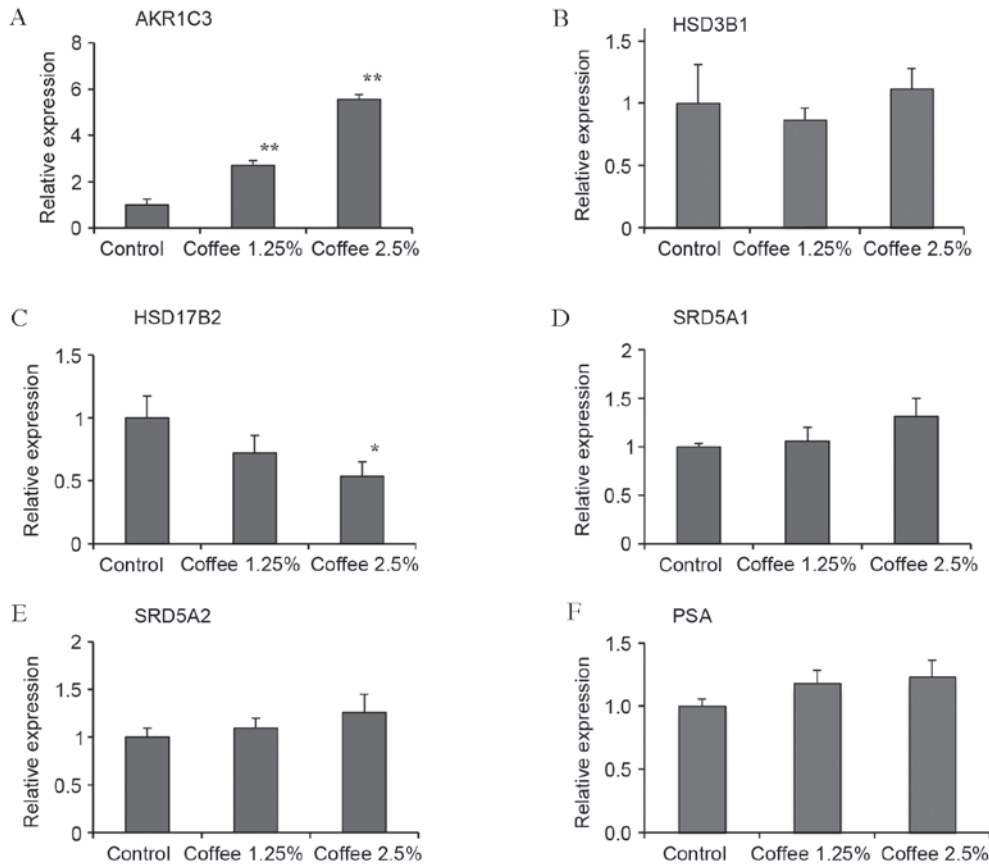 A AKR1C3
Relative expression
8
6
4
2
0
**
**
Control Coffee 1.25% Coffee 2.5%
B HSD3B1
Relative expression
1.5
1
0.5
0
Control Coffee 1.25% Coffee 2.5%
C HSD17B2
Relative expression
1.5
1
0.5
0
*
Control Coffee 1.25% Coffee 2.5%
D SRD5A1
Relative expression
2
1.5
1
0.5
0
Control Coffee 1.25% Coffee 2.5%
E SRD5A2
Relative expression
2
1.5
1
0.5
0
Control Coffee 1.25% Coffee 2.5%
F PSA
Relative expression
1.5
1.0
0.5
0.0
Control Coffee 1.25% Coffee 2.5%